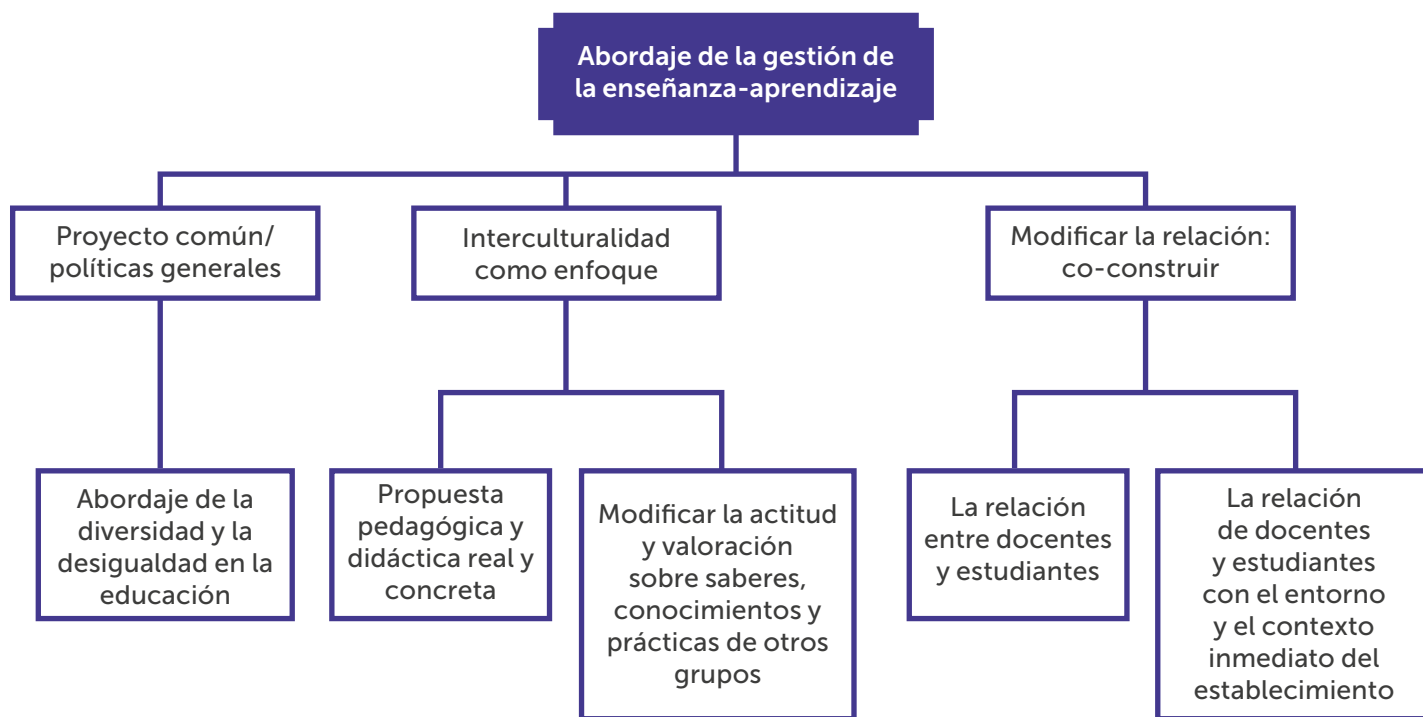 Abordaje de la gestión de
la enseñanza-aprendizaje
Proyecto común/
políticas generales
Interculturalidad
como enfoque
Modificar la relación:
co-construir
Abordaje de la
diversidad y la
desigualdad en la
educación
Propuesta
pedagógica y
didáctica real y
concreta
Modificar la actitud
y valoración
sobre saberes,
conocimientos y
prácticas de otros
grupos
La relación
entre docentes
y estudiantes
La relación
de docentes
y estudiantes
con el entorno
y el contexto
inmediato del
establecimiento